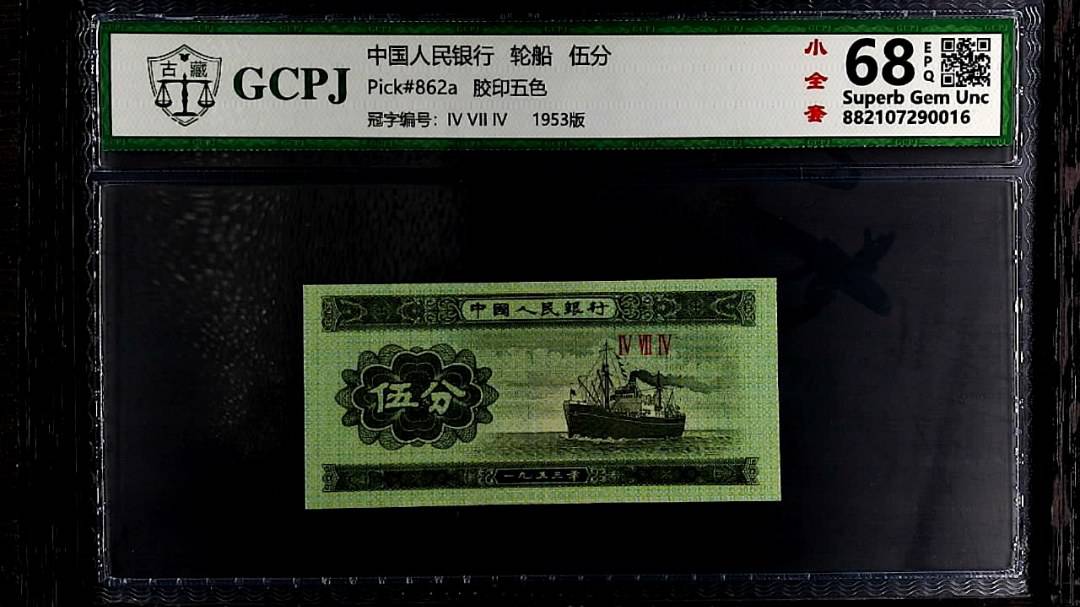 古藏
GCPJ
中国人民银行 轮船 伍分
Pick#862a 胶印五色
冠字编号：IV VII IV 1953版
小全套
68
EPQ
Superb Gem Unc
882107290016
中國人民銀行
IV VII IV
伍分
一九五三年